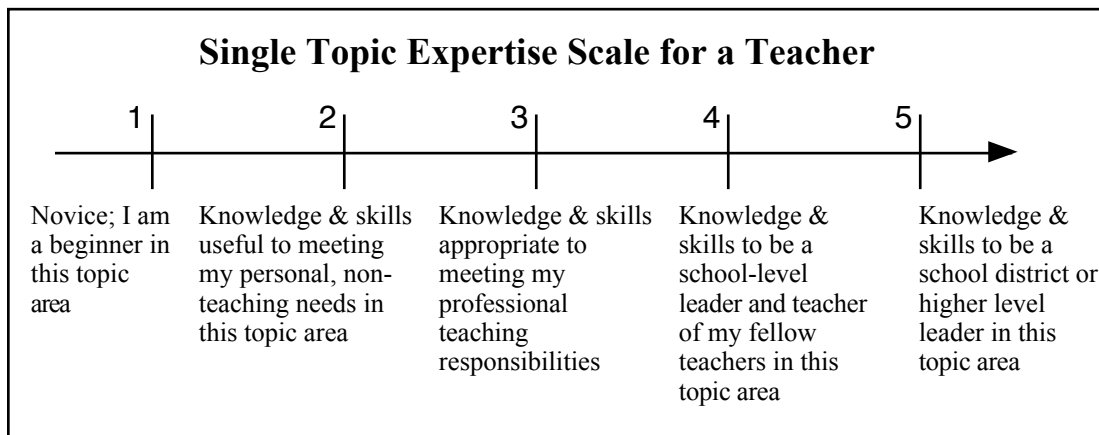 Single Topic Expertise Scale for a Teacher
1 2 3 4 5
Novice; I am
a beginner in
this topic
area
Knowledge & skills
useful to meeting
my personal, non-
teaching needs in
this topic area
Knowledge & skills
appropriate to
meeting my
professional
teaching
responsibilities
Knowledge &
skills to be a
school-level
leader and teacher
of my fellow
teachers in this
topic area
Knowledge &
skills to be a
school district or
higher level
leader in this
topic area